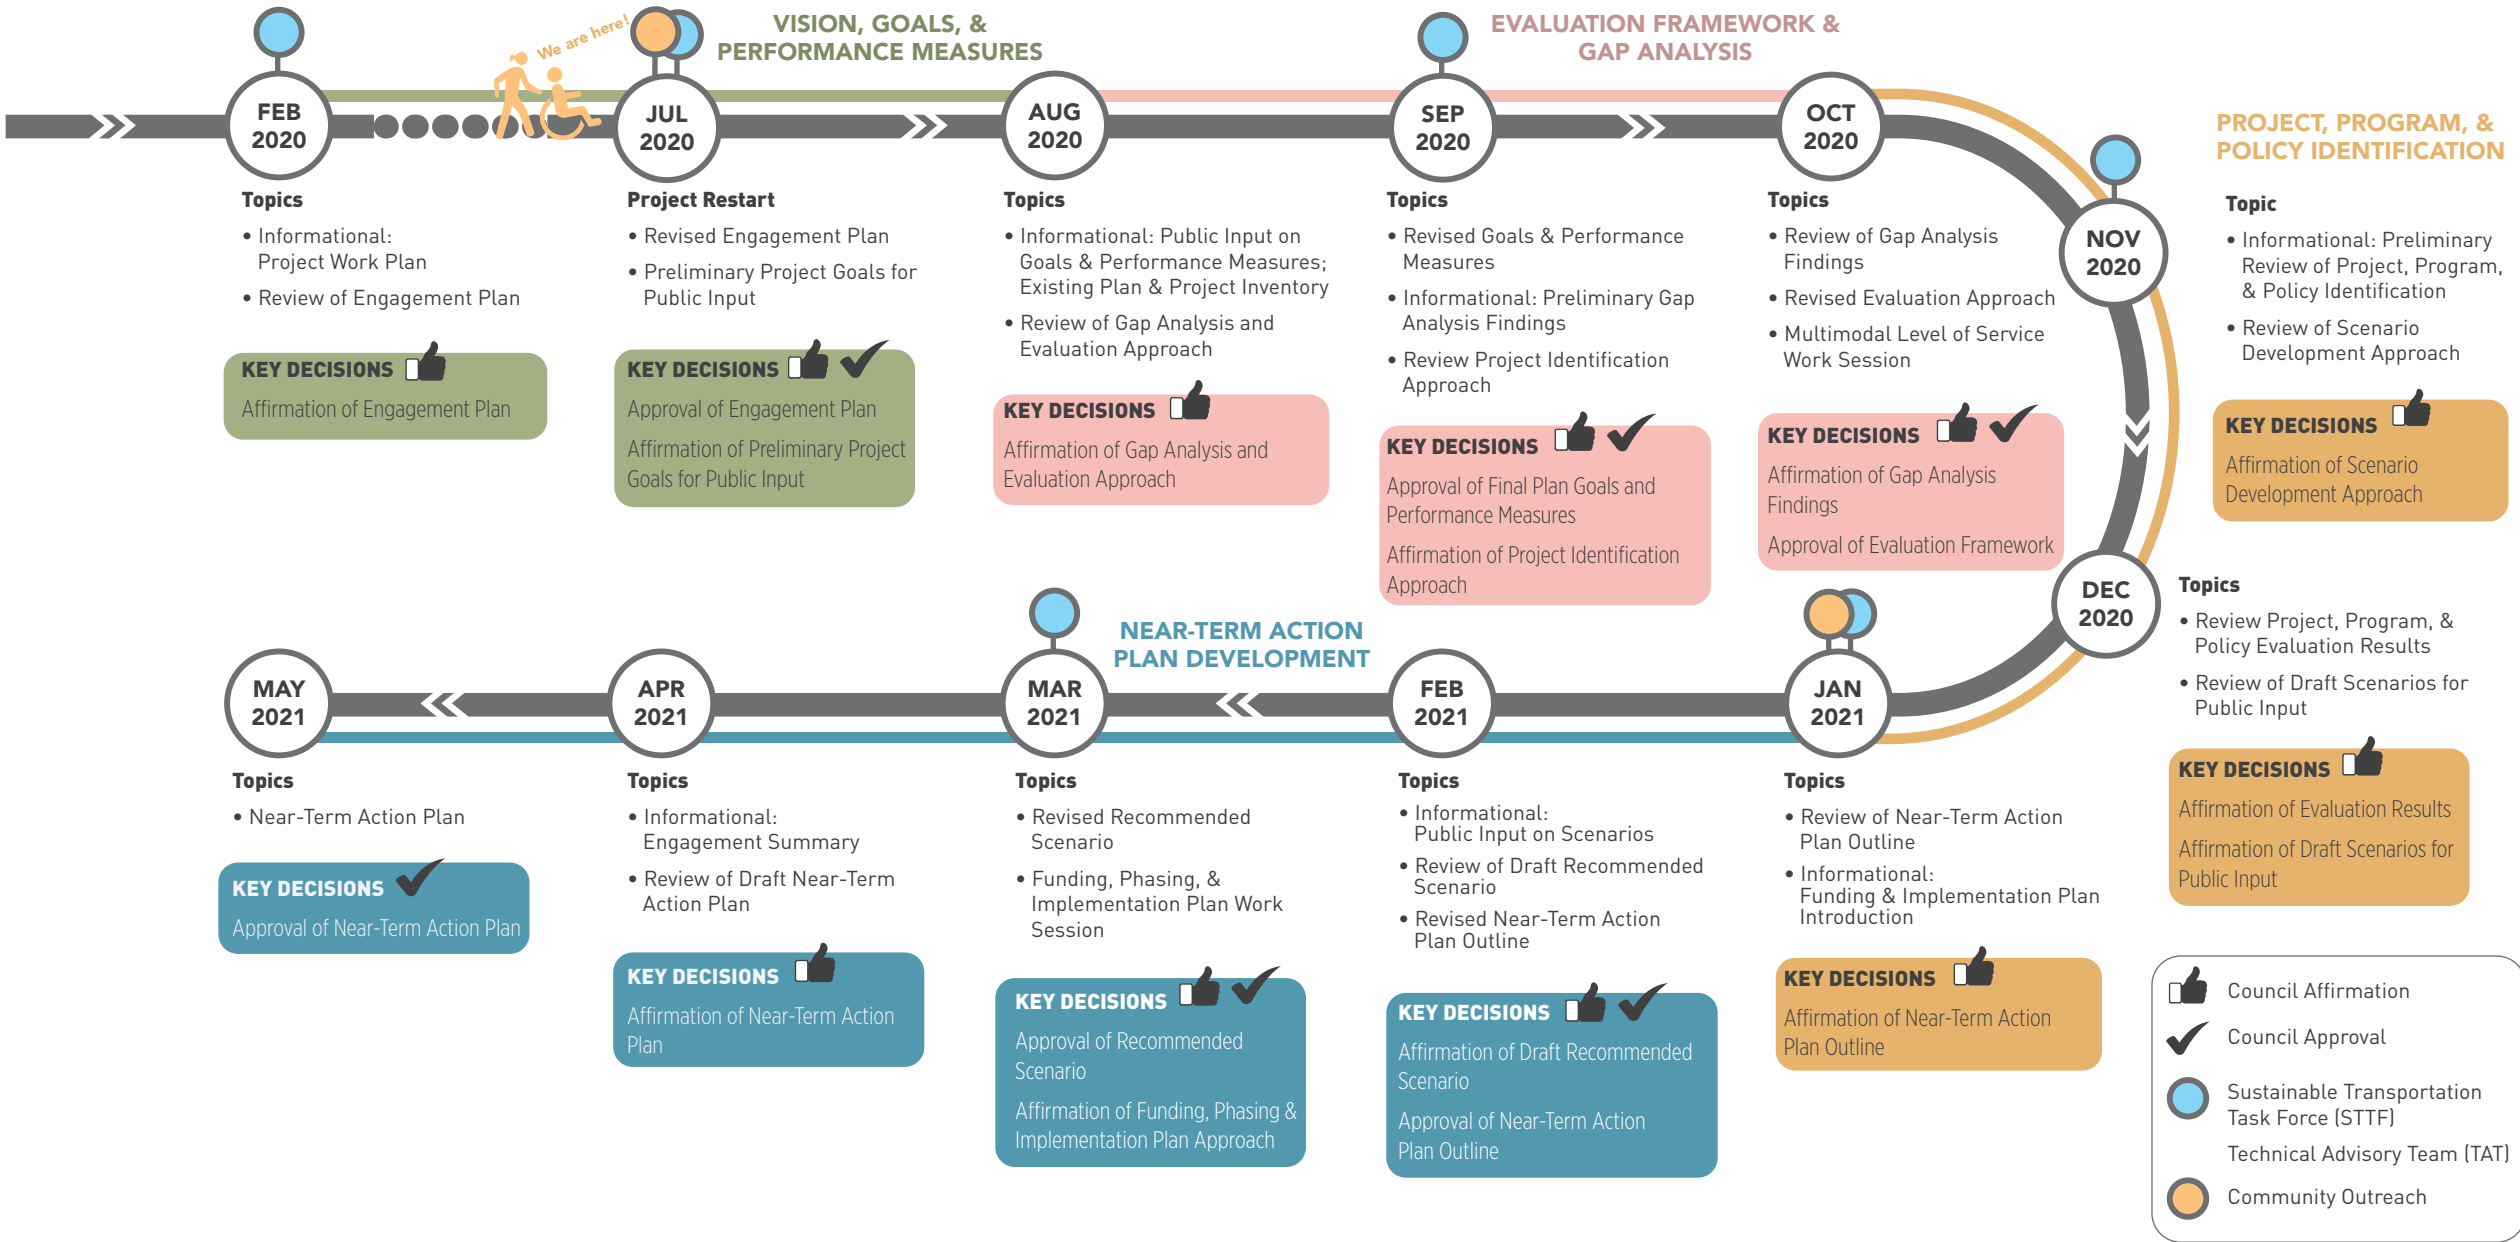 VISION, GOALS, &
PERFORMANCE MEASURES
EVALUATION FRAMEWORK &
GAP ANALYSIS
PROJECT, PROGRAM, &
POLICY IDENTIFICATION
We are here!
FEB
2020
Topics
• Informational:
Project Work Plan
• Review of Engagement Plan
KEY DECISIONS
Affirmation of Engagement Plan
JUL
2020
Project Restart
• Revised Engagement Plan
• Preliminary Project Goals for
Public Input
KEY DECISIONS
Approval of Engagement Plan
Affirmation of Preliminary Project
Goals for Public Input
AUG
2020
Topics
• Informational: Public Input on
Goals & Performance Measures;
Existing Plan & Project Inventory
• Review of Gap Analysis and
Evaluation Approach
KEY DECISIONS
Affirmation of Gap Analysis and
Evaluation Approach
SEP
2020
Topics
• Revised Goals & Performance
Measures
• Informational: Preliminary Gap
Analysis Findings
• Review Project Identification
Approach
KEY DECISIONS
Approval of Final Plan Goals and
Performance Measures
Affirmation of Project Identification
Approach
OCT
2020
Topics
• Review of Gap Analysis
Findings
• Revised Evaluation Approach
• Multimodal Level of Service
Work Session
KEY DECISIONS
Affirmation of Gap Analysis
Findings
Approval of Evaluation Framework
NOV
2020
Topic
• Informational: Preliminary
Review of Project, Program,
& Policy Identification
• Review of Scenario
Development Approach
KEY DECISIONS
Affirmation of Scenario
Development Approach
DEC
2020
Topics
• Review Project, Program, &
Policy Evaluation Results
• Review of Draft Scenarios for
Public Input
KEY DECISIONS
Affirmation of Evaluation Results
Affirmation of Draft Scenarios for
Public Input
NEAR-TERM ACTION
PLAN DEVELOPMENT
JAN
2021
Topics
• Review of Near-Term Action
Plan Outline
• Informational:
Funding & Implementation Plan
Introduction
KEY DECISIONS
Affirmation of Near-Term Action
Plan Outline
FEB
2021
Topics
• Informational:
Public Input on Scenarios
• Review of Draft Recommended
Scenario
• Revised Near-Term Action
Plan Outline
KEY DECISIONS
Affirmation of Draft Recommended
Scenario
Approval of Near-Term Action
Plan Outline
MAR
2021
Topics
• Revised Recommended
Scenario
• Funding, Phasing, &
Implementation Plan Work
Session
KEY DECISIONS
Approval of Recommended
Scenario
Affirmation of Funding, Phasing &
Implementation Plan Approach
APR
2021
Topics
• Informational:
Engagement Summary
• Review of Draft Near-Term
Action Plan
KEY DECISIONS
Affirmation of Near-Term Action
Plan
MAY
2021
Topics
• Near-Term Action Plan
KEY DECISIONS
Approval of Near-Term Action Plan
Council Affirmation
Council Approval
Sustainable Transportation
Task Force (STTF)
Technical Advisory Team (TAT)
Community Outreach